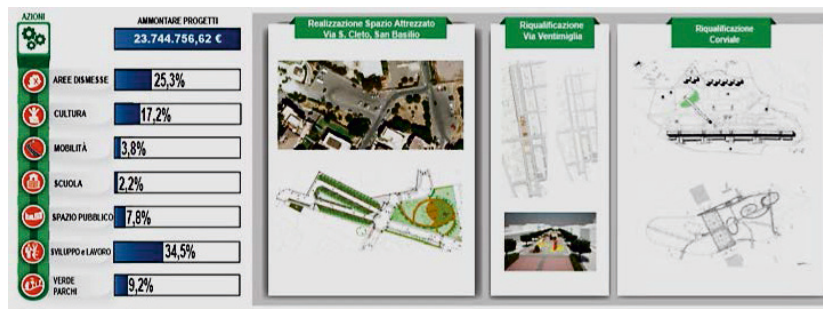 AZIONI
AMMONTARE PROGETTI
23.744.756,62 €
AREE DISMESSE 25,3%
CULTURA 17,2%
MOBILITÀ 3,8%
SCUOLA 2,2%
SPAZIO PUBBLICO 7,8%
SVILUPPO e LAVORO 34,5%
VERDE
PARCHI 9,2%
Realizzazione Spazio Attrezzato
Via S. Cleto, San Basilio
Riqualificazione
Via Ventimiglia
Riqualificazione
Corviale